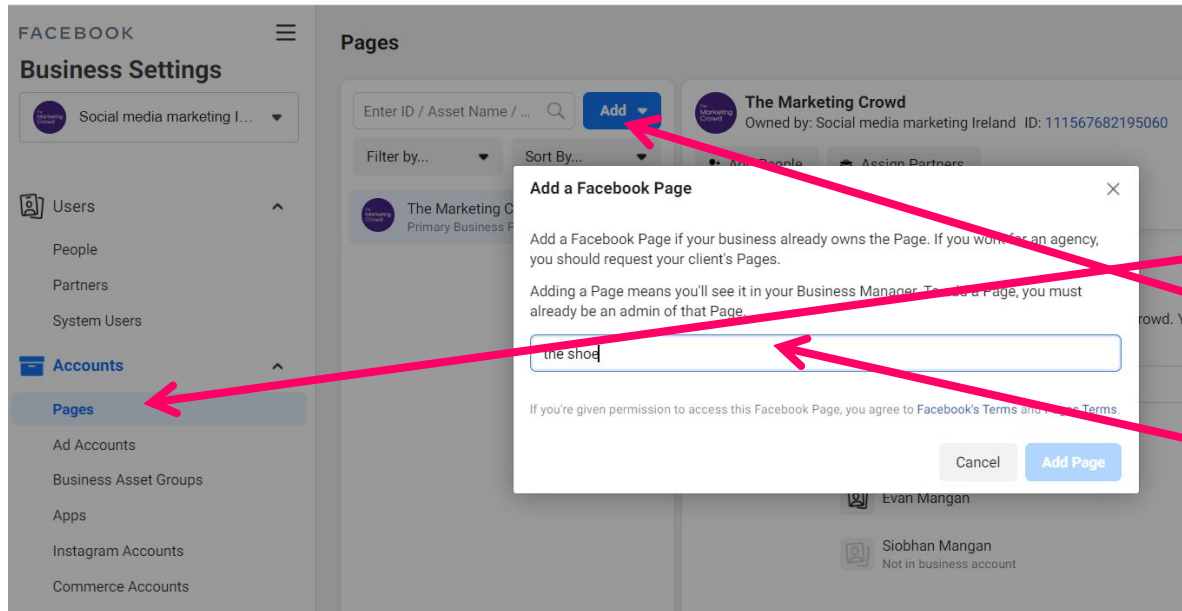 FACEBOOK
Business Settings
Social media marketing I...
Users
People
Partners
System Users
Accounts
Pages
Ad Accounts
Business Asset Groups
Apps
Instagram Accounts
Commerce Accounts
Pages
Enter ID / Asset Name / ...
Add
Filter by...
Sort By...
The Marketing C
Primary Business P
The Marketing Crowd
Owned by: Social media marketing Ireland ID: 111567682195060
Add People
Assign Partners
Add a Facebook Page
Add a Facebook Page if your business already owns the Page. If you work for an agency,
you should request your client's Pages.
Adding a Page means you'll see it in your Business Manager. To add a Page, you must
already be an admin of that Page.
the shoe
If you're given permission to access this Facebook Page, you agree to Facebook's Terms and Pages Terms.
Cancel
Add Page
rowd. Y
Evan Mangan
Siobhan Mangan
Not in business account